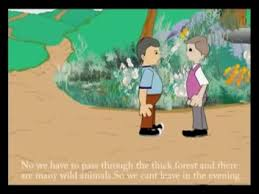 No we have to pass through the thick forest and there
are many wild animals.So we cant leave in the evening